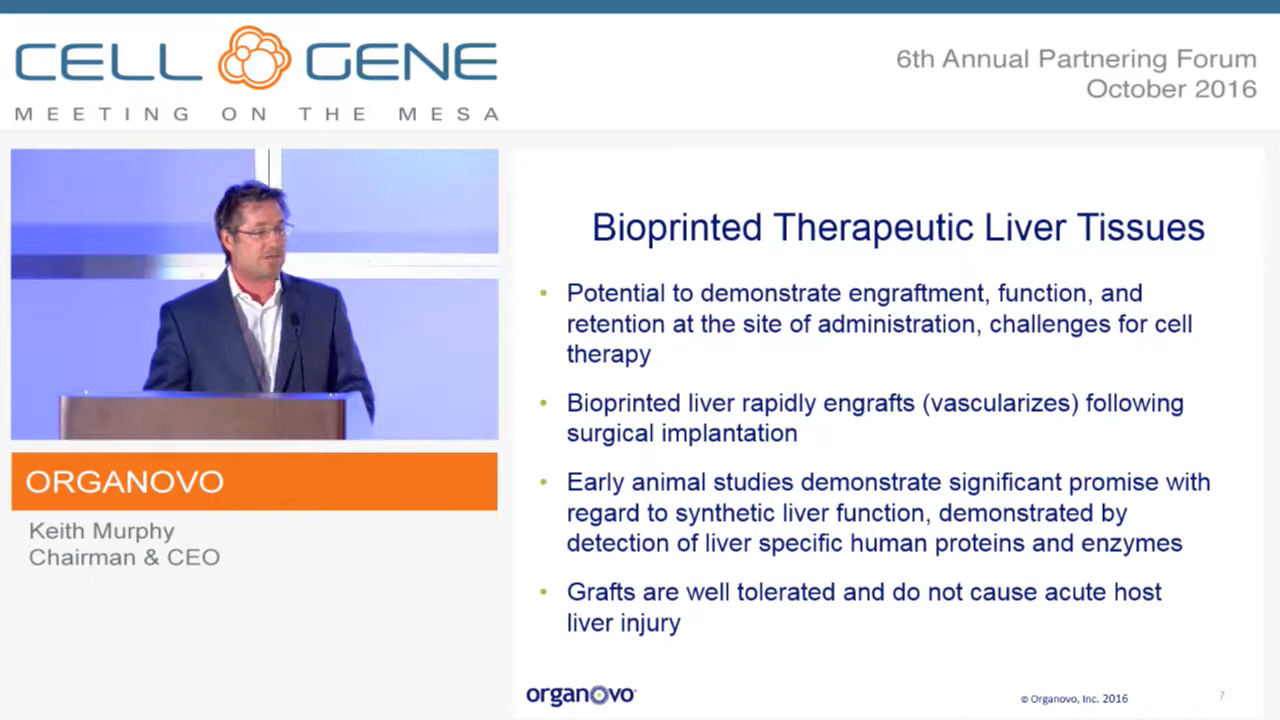 CELL GENE
MEETING ON THE MESA
6th Annual Partnering Forum
October 2016
ORGANOVO
Keith Murphy
Chairman & CEO
Bioprinted Therapeutic Liver Tissues
• Potential to demonstrate engraftment, function, and
retention at the site of administration, challenges for cell
therapy
• Bioprinted liver rapidly engrafts (vascularizes) following
surgical implantation
• Early animal studies demonstrate significant promise with
regard to synthetic liver function, demonstrated by
detection of liver specific human proteins and enzymes
• Grafts are well tolerated and do not cause acute host
liver injury
organovo
© Organovo, Inc. 2016
7